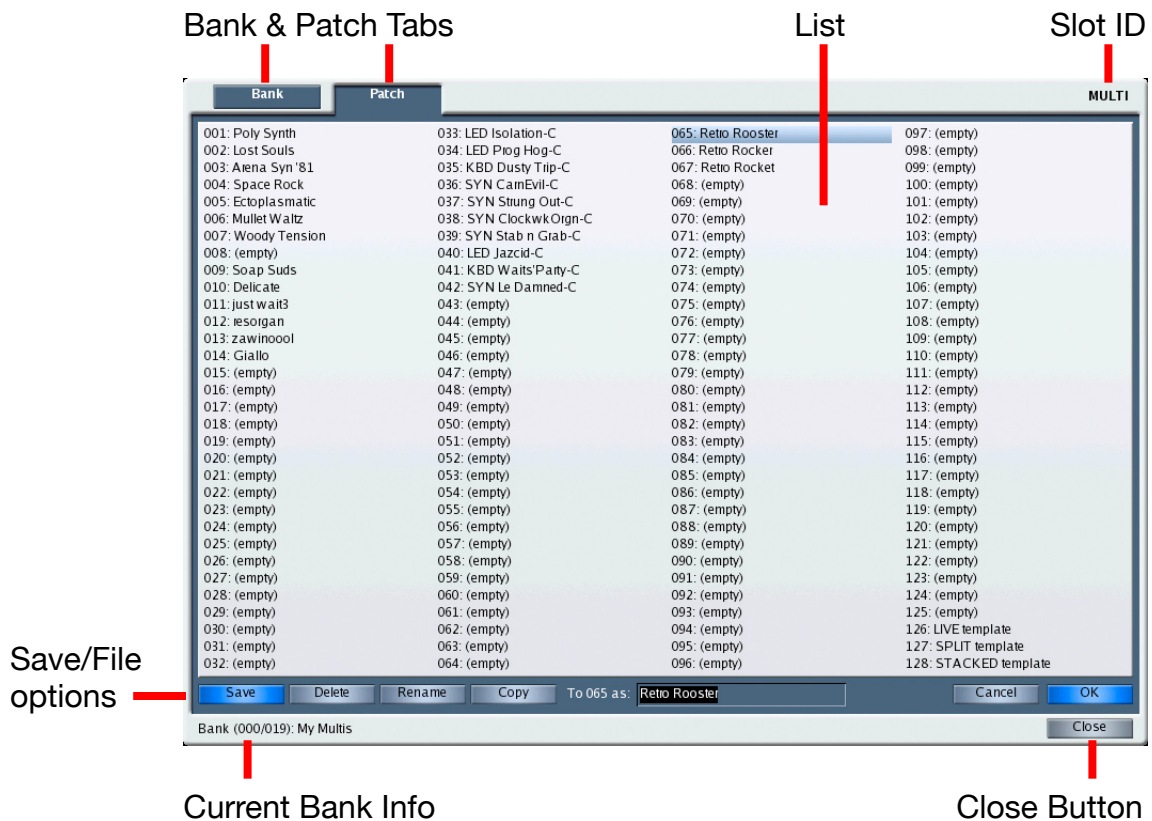 Bank & Patch Tabs
List
Slot ID
Bank
Patch
MULTI
001: Poly Synth
002: Lost Souls
003: Arena Syn '81
004: Space Rock
005: Ectoplasmatic
006: Mullet Waltz
007: Woody Tension
008: (empty)
009: Soap Suds
010: Delicate
011: just wait3
012: resorgan
013: zawinoool
014: Giallo
015: (empty)
016: (empty)
017: (empty)
018: (empty)
019: (empty)
020: (empty)
021: (empty)
022: (empty)
023: (empty)
024: (empty)
025: (empty)
026: (empty)
027: (empty)
028: (empty)
029: (empty)
030: (empty)
031: (empty)
032: (empty)
033: LED Isolation-C
034: LED Prog Hog-C
035: KBD Dusty Trip-C
036: SYN CarnEvil-C
037: SYN Strung Out-C
038: SYN ClockwkOrgn-C
039: SYN Stab n Grab-C
040: LED Jazcid-C
041: KBD Waits'Party-C
042: SYN Le Damned-C
043: (empty)
044: (empty)
045: (empty)
046: (empty)
047: (empty)
048: (empty)
049: (empty)
050: (empty)
051: (empty)
052: (empty)
053: (empty)
054: (empty)
055: (empty)
056: (empty)
057: (empty)
058: (empty)
059: (empty)
060: (empty)
061: (empty)
062: (empty)
063: (empty)
064: (empty)
065: Retro Rooster
066: Retro Rocker
067: Retro Rocket
068: (empty)
069: (empty)
070: (empty)
071: (empty)
072: (empty)
073: (empty)
074: (empty)
075: (empty)
076: (empty)
077: (empty)
078: (empty)
079: (empty)
080: (empty)
081: (empty)
082: (empty)
083: (empty)
084: (empty)
085: (empty)
086: (empty)
087: (empty)
088: (empty)
089: (empty)
090: (empty)
091: (empty)
092: (empty)
093: (empty)
094: (empty)
095: (empty)
096: (empty)
097: (empty)
098: (empty)
099: (empty)
100: (empty)
101: (empty)
102: (empty)
103: (empty)
104: (empty)
105: (empty)
106: (empty)
107: (empty)
108: (empty)
109: (empty)
110: (empty)
111: (empty)
112: (empty)
113: (empty)
114: (empty)
115: (empty)
116: (empty)
117: (empty)
118: (empty)
119: (empty)
120: (empty)
121: (empty)
122: (empty)
123: (empty)
124: (empty)
125: (empty)
126: LIVE template
127: SPLIT template
128: STACKED template
Save/File
options
Save
Delete
Rename
Copy
To 065 as:
Retro Rooster
Cancel
OK
Bank (000/019): My Multis
Close
Current Bank Info
Close Button